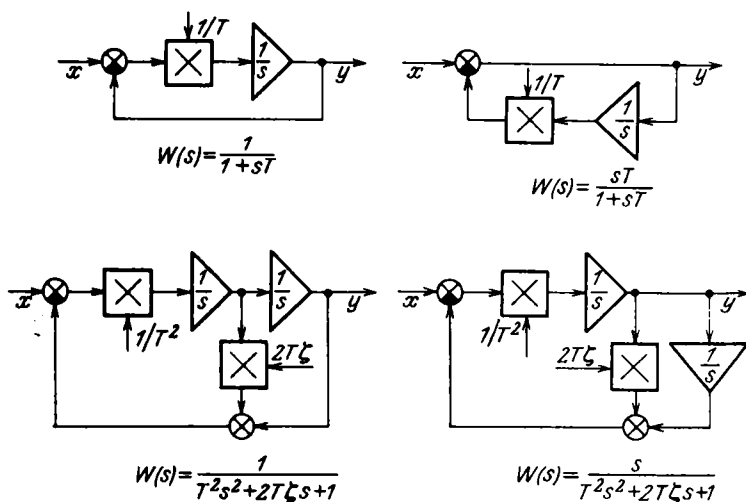 1/T
x
1/s
y
W(s)=1/(1+sT)
x
1/T
1/s
y
W(s)=sT/(1+sT)
x
1/T²
1/s
1/s
y
2Tζ
W(s)=1/(T²s²+2Tζs+1)
x
1/T²
1/s
y
2Tζ
1/s
W(s)=s/(T²s²+2Tζs+1)